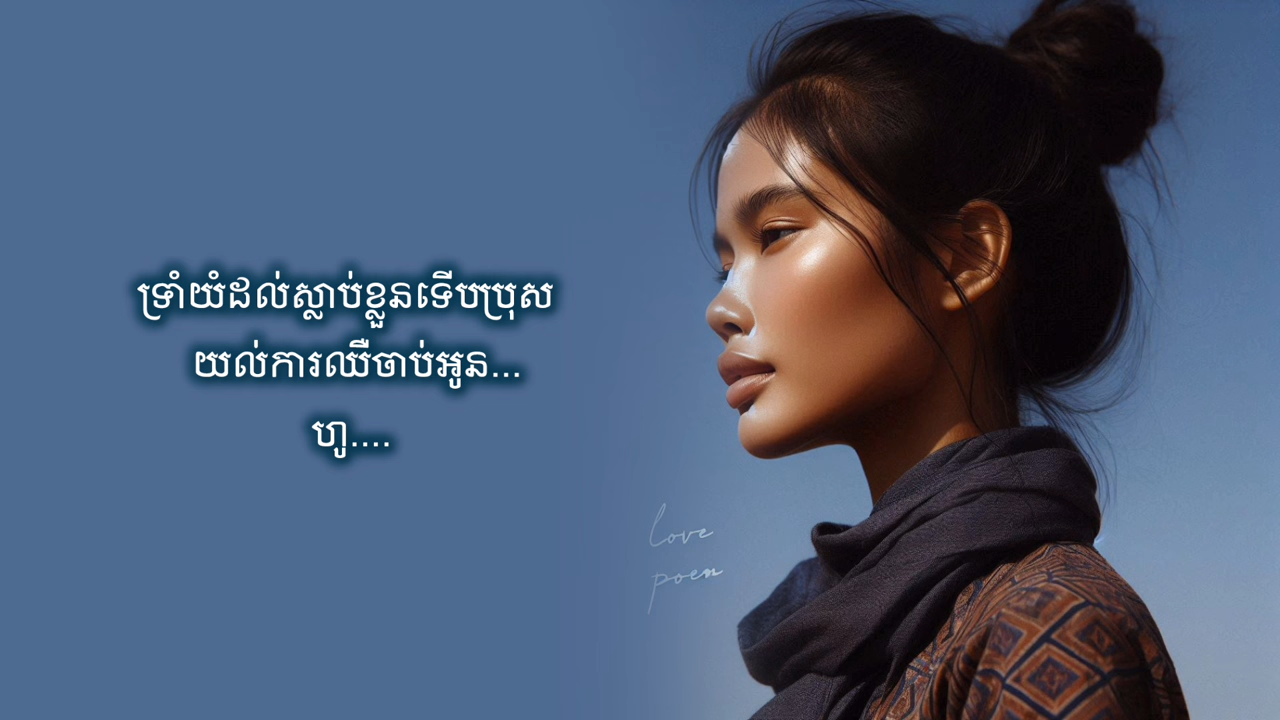 ទ្រាំយំដល់ស្លាប់ខ្លួនទើបប្រុស
យល់ការឈឺចាប់អូន...
ហូ....
love
poem